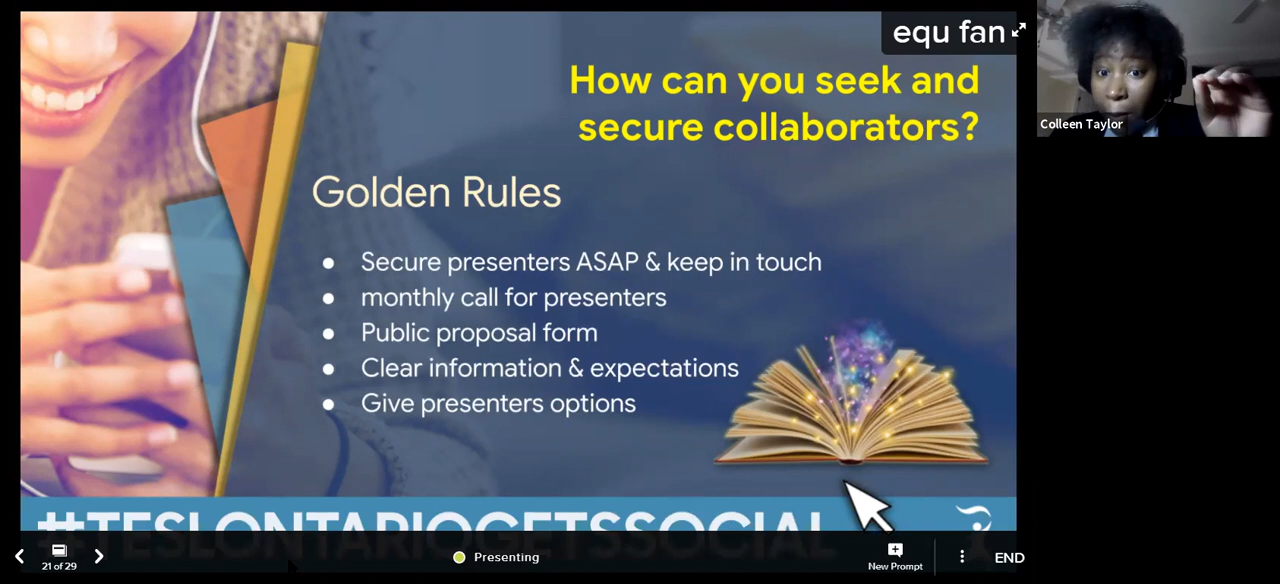 equ fan
How can you seek and
secure collaborators?
Colleen Taylor
Golden Rules
● Secure presenters ASAP & keep in touch
● monthly call for presenters
● Public proposal form
● Clear information & expectations
● Give presenters options
#TESLONTARIOGETSSOCIAL
21 of 29
Presenting
New Prompt
END